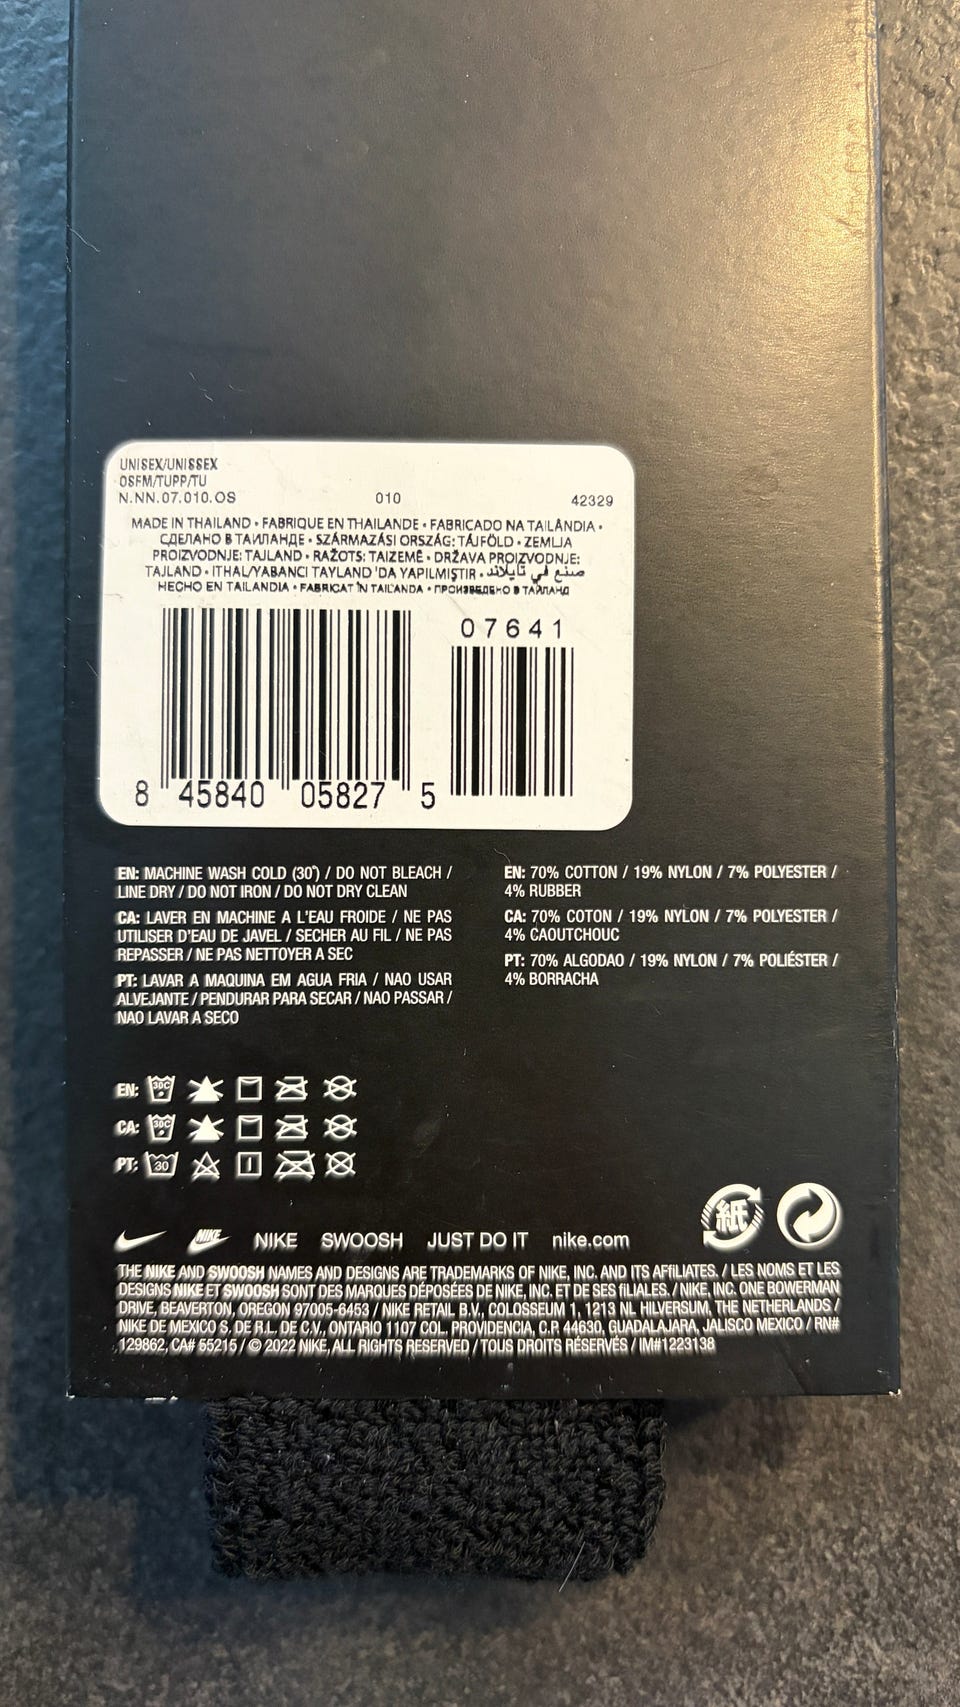 UNISEX/UNISSEX
OSFM/TUPP/TU
N.NN.07.010.OS 010 42329
MADE IN THAILAND • FABRIQUE EN THAILANDE • FABRICADO NA TAILÂNDIA •
СДЕЛАНО В ТАИЛАНДЕ • SZÁRMAZÁSI ORSZÁG: TÁJFÖLD • ZEMLJA
PROIZVODNJE: TAJLAND • RAŽOTS: TAIZEMĒ • DRŽAVA PROIZVODNJE:
TAJLAND • ITHAL/YABANCI TAYLAND 'DA YAPILMIŞTIR • صنع في تايلاند
HECHO EN TAILANDIA • FABRICAT ÎN TAILANDA • ПРОИЗВЕДЕНО В ТАЙЛАНД
07641
8 45840 05827 5
EN: MACHINE WASH COLD (30°) / DO NOT BLEACH /
LINE DRY / DO NOT IRON / DO NOT DRY CLEAN
CA: LAVER EN MACHINE A L'EAU FROIDE / NE PAS
UTILISER D'EAU DE JAVEL / SECHER AU FIL / NE PAS
REPASSER / NE PAS NETTOYER A SEC
PT: LAVAR A MAQUINA EM AGUA FRIA / NAO USAR
ALVEJANTE / PENDURAR PARA SECAR / NAO PASSAR /
NAO LAVAR A SECO
EN: 70% COTTON / 19% NYLON / 7% POLYESTER /
4% RUBBER
CA: 70% COTON / 19% NYLON / 7% POLYESTER /
4% CAOUTCHOUC
PT: 70% ALGODAO / 19% NYLON / 7% POLIÉSTER /
4% BORRACHA
EN: 30C
CA: 30C
PT: 30
紙
NIKE NIKE SWOOSH JUST DO IT nike.com
THE NIKE AND SWOOSH NAMES AND DESIGNS ARE TRADEMARKS OF NIKE, INC. AND ITS AFFILIATES. / LES NOMS ET LES
DESIGNS NIKE ET SWOOSH SONT DES MARQUES DÉPOSÉES DE NIKE, INC. ET DE SES FILIALES. / NIKE, INC. ONE BOWERMAN
DRIVE, BEAVERTON, OREGON 97005-6453 / NIKE RETAIL B.V., COLOSSEUM 1, 1213 NL HILVERSUM, THE NETHERLANDS /
NIKE DE MEXICO S. DE R.L. DE C.V., ONTARIO 1107 COL. PROVIDENCIA, C.P. 44630, GUADALAJARA, JALISCO MEXICO / RN#
129862, CA# 55215 / © 2022 NIKE, ALL RIGHTS RESERVED / TOUS DROITS RÉSERVÉS / IM#1223138